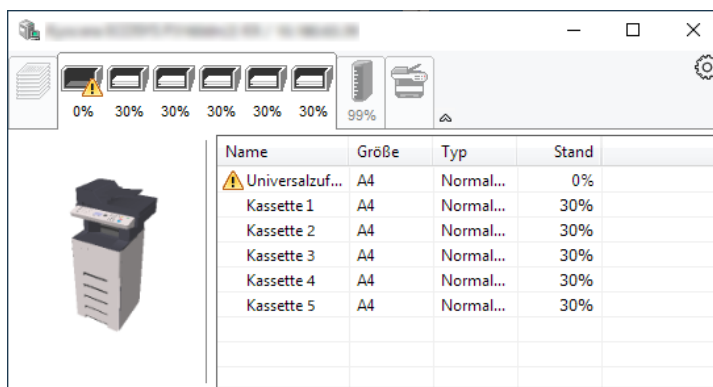 0% 30% 30% 30% 30% 30% 99%
Name Größe Typ Stand
Universalzuf... A4 Normal... 0%
Kassette 1 A4 Normal... 30%
Kassette 2 A4 Normal... 30%
Kassette 3 A4 Normal... 30%
Kassette 4 A4 Normal... 30%
Kassette 5 A4 Normal... 30%